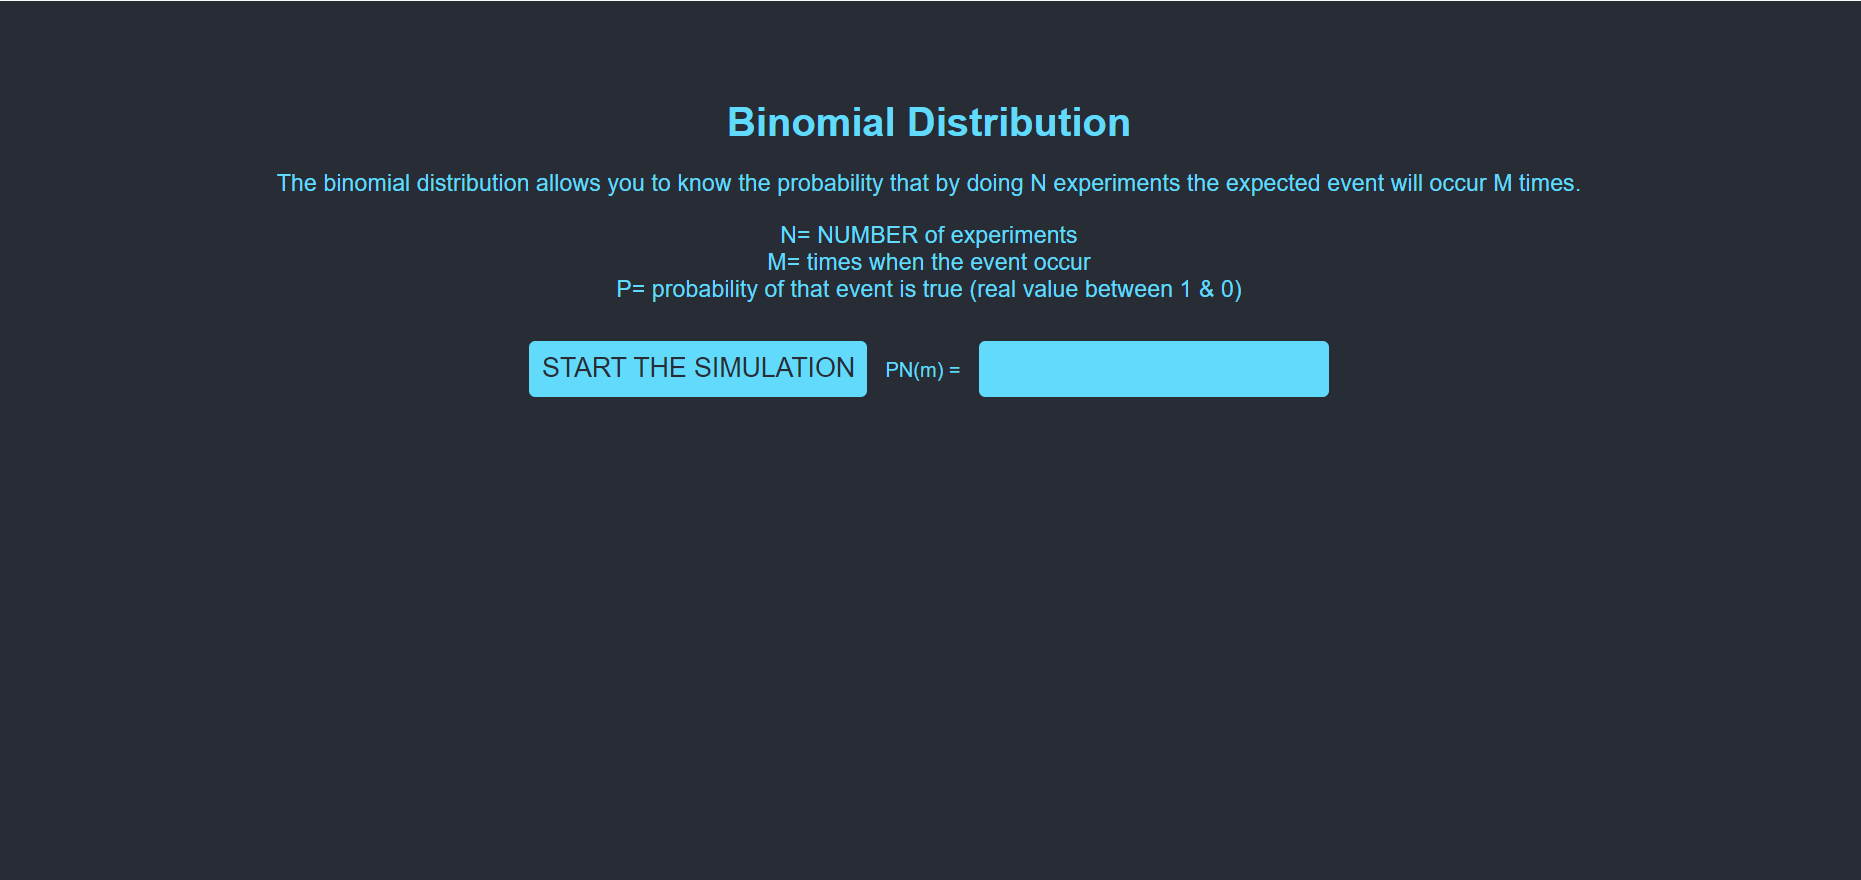 Binomial Distribution
The binomial distribution allows you to know the probability that by doing N experiments the expected event will occur M times.
N= NUMBER of experiments
M= times when the event occur
P= probability of that event is true (real value between 1 & 0)
START THE SIMULATION PN(m) =